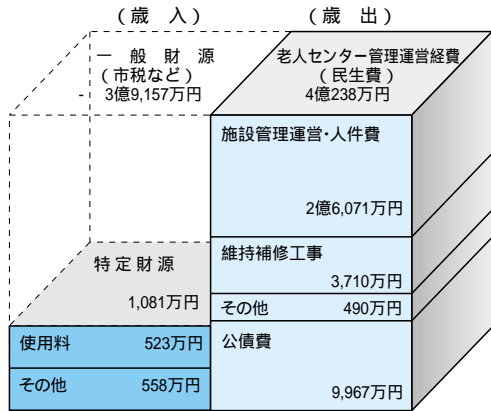 （歳　入）
（歳　出）
一　般　財　源
（市税など）
- 3億9,157万円
老人センター管理運営経費
（民生費）
4億238万円
施設管理運営・人件費
2億6,071万円
維持補修工事
3,710万円
その他　490万円
公債費
9,967万円
特定財源
1,081万円
使用料　523万円
その他　558万円